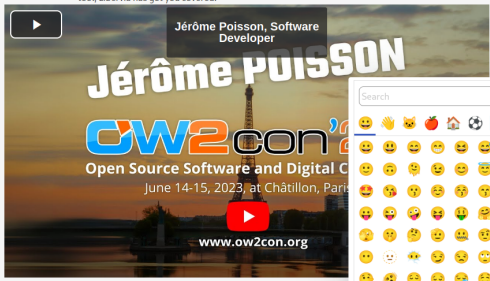 Jérôme Poisson, Software
Developer
Jérôme POISSON
OW2con'2
Open Source Software and Digital C
June 14-15, 2023, at Châtillon, Paris
www.ow2con.org
Search